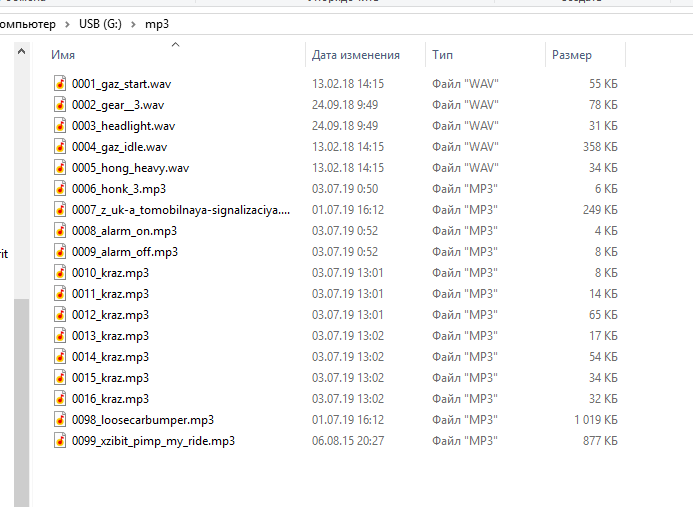 омпьютер > USB (G:) > mp3
Имя Дата изменения Тип Размер
0001_gaz_start.wav 13.02.18 14:15 Файл "WAV" 55 КБ
0002_gear__3.wav 24.09.18 9:49 Файл "WAV" 78 КБ
0003_headlight.wav 24.09.18 9:49 Файл "WAV" 31 КБ
0004_gaz_idle.wav 13.02.18 14:15 Файл "WAV" 358 КБ
0005_hong_heavy.wav 13.02.18 14:15 Файл "WAV" 34 КБ
0006_honk_3.mp3 03.07.19 0:50 Файл "MP3" 6 КБ
0007_z_uk-a_tomobilnaya-signalizaciya.... 01.07.19 16:12 Файл "MP3" 249 КБ
0008_alarm_on.mp3 03.07.19 0:52 Файл "MP3" 4 КБ
0009_alarm_off.mp3 03.07.19 0:52 Файл "MP3" 8 КБ
0010_kraz.mp3 03.07.19 13:01 Файл "MP3" 8 КБ
0011_kraz.mp3 03.07.19 13:01 Файл "MP3" 14 КБ
0012_kraz.mp3 03.07.19 13:01 Файл "MP3" 65 КБ
0013_kraz.mp3 03.07.19 13:02 Файл "MP3" 17 КБ
0014_kraz.mp3 03.07.19 13:02 Файл "MP3" 54 КБ
0015_kraz.mp3 03.07.19 13:02 Файл "MP3" 34 КБ
0016_kraz.mp3 03.07.19 13:02 Файл "MP3" 32 КБ
0098_loosecarbumper.mp3 01.07.19 16:12 Файл "MP3" 1 019 КБ
0099_xzibit_pimp_my_ride.mp3 06.08.15 20:27 Файл "MP3" 877 КБ